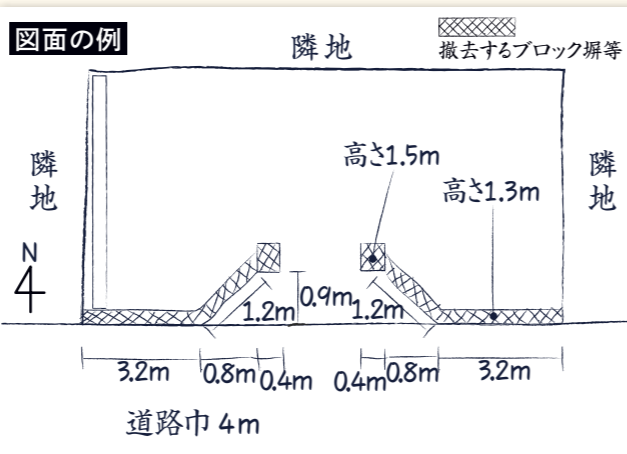 図面の例
隣地
撤去するブロック塀等
隣地
隣地
高さ1.5m
高さ1.3m
N
1.2m
0.9m
1.2m
3.2m
0.8m
0.4m
0.4m
0.8m
3.2m
道路巾 4m